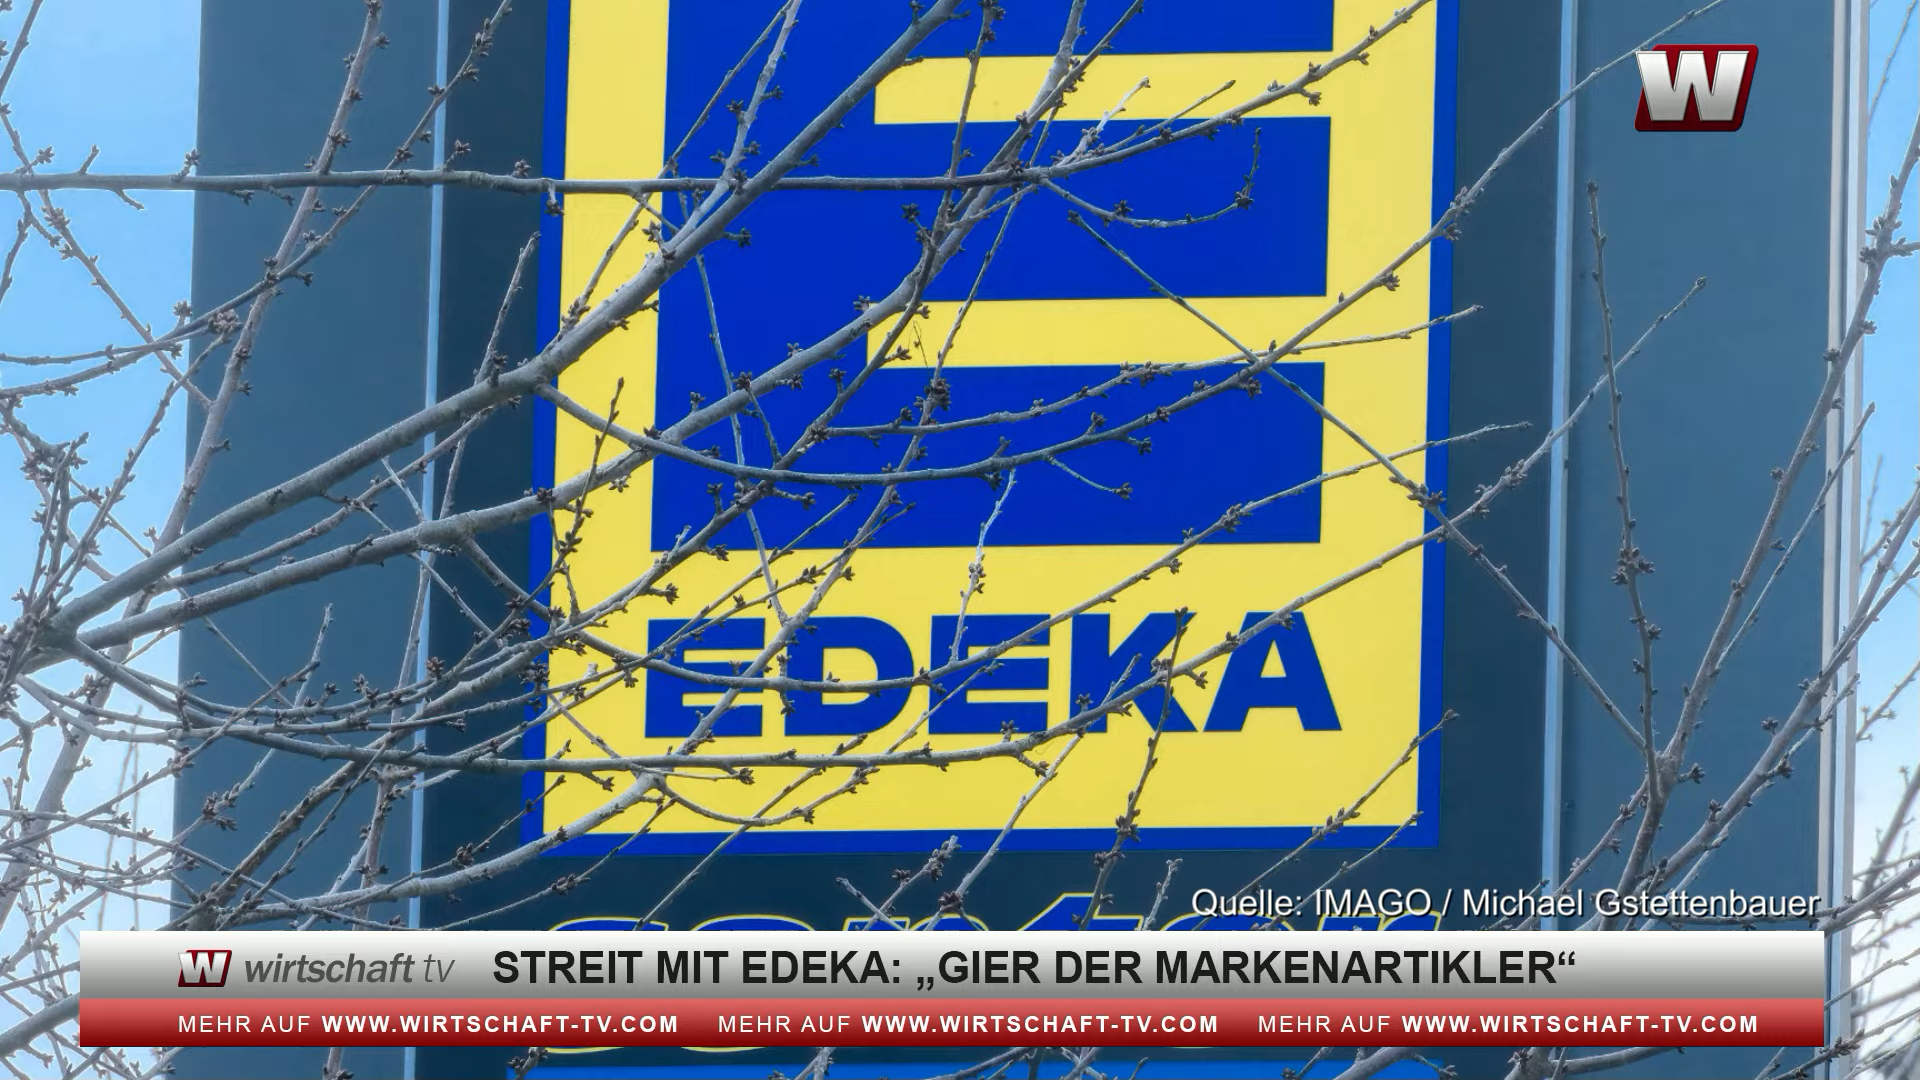 W
EDEKA
Quelle: IMAGO / Michael Gstettenbauer
W wirtschaft tv STREIT MIT EDEKA: „GIER DER MARKENARTIKLER“
MEHR AUF WWW.WIRTSCHAFT-TV.COM MEHR AUF WWW.WIRTSCHAFT-TV.COM MEHR AUF WWW.WIRTSCHAFT-TV.COM